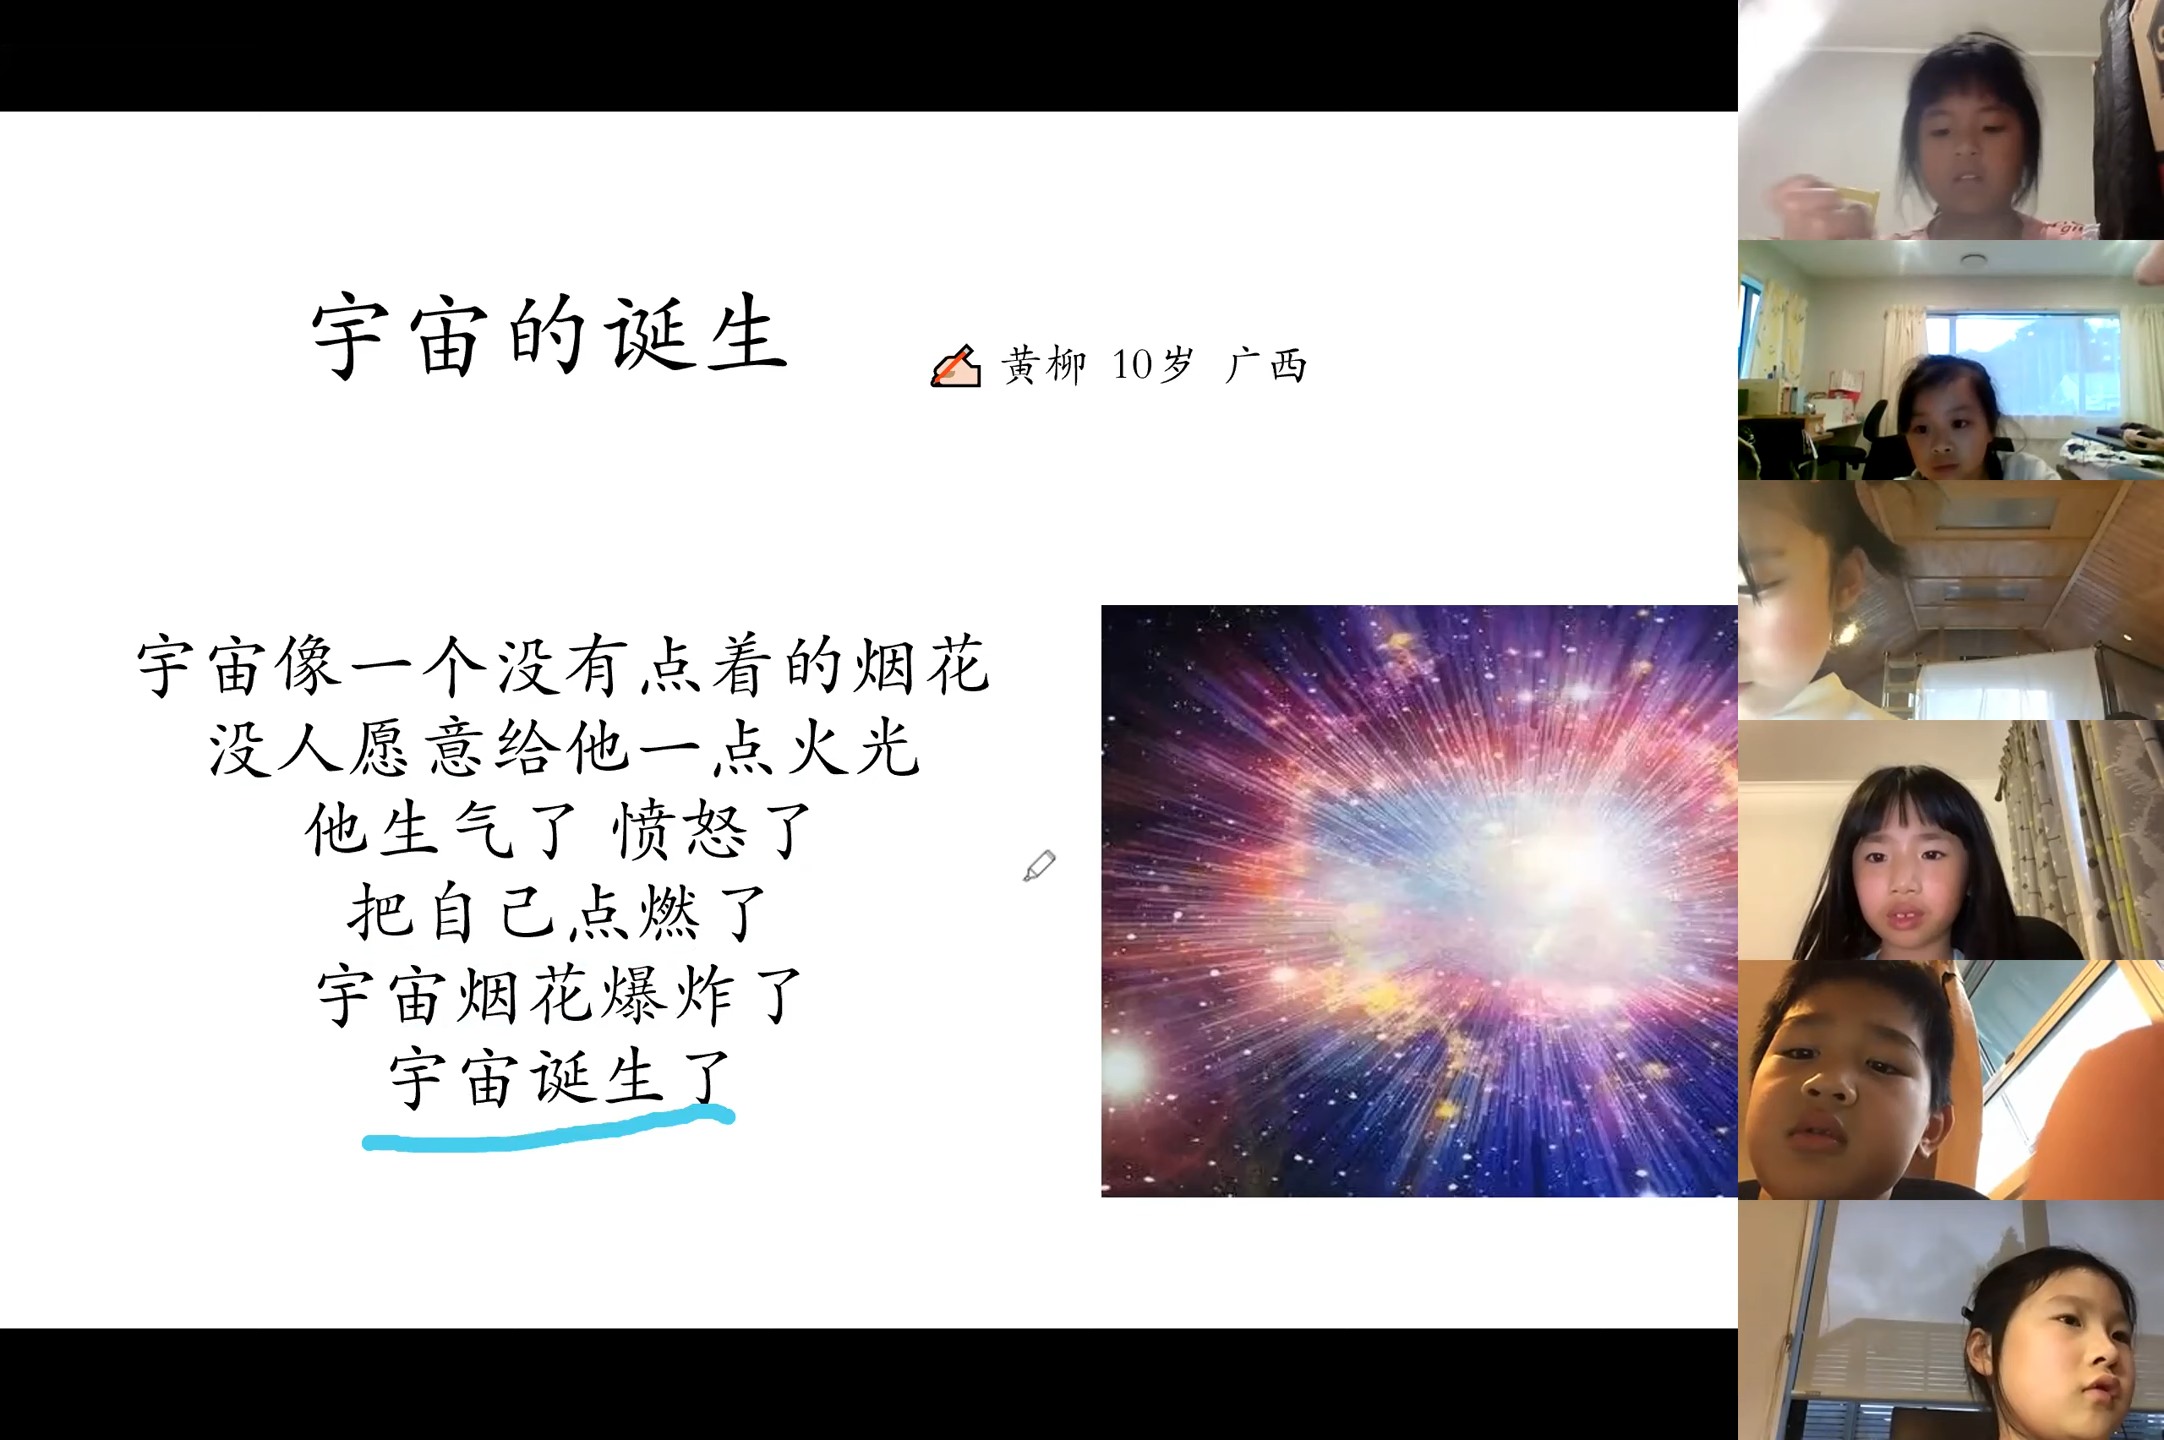 宇宙的诞生
黄柳 10岁 广西
宇宙像一个没有点着的烟花
没人愿意给他一点火光
他生气了 愤怒了
把自己点燃了
宇宙烟花爆炸了
宇宙诞生了